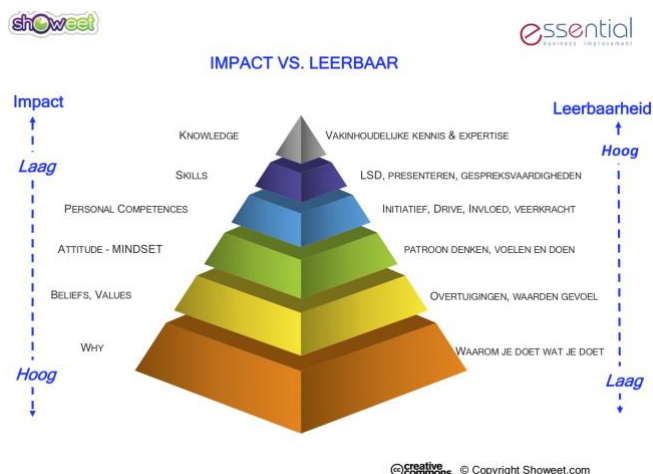 showeet
essential
business improvement
IMPACT VS. LEERBAAR
Impact
Leerbaarheid
Laag
Hoog
KNOWLEDGE
VAKINHOUDELIJKE KENNIS & EXPERTISE
SKILLS
LSD, PRESENTEREN, GESPREKSVAARDIGHEDEN
PERSONAL COMPETENCES
INITIATIEF, DRIVE, INVLOED, VEERKRACHT
ATTITUDE - MINDSET
PATROON DENKEN, VOELEN EN DOEN
BELIEFS, VALUES
OVERTUIGINGEN, WAARDEN GEVOEL
WHY
WAAROM JE DOET WAT JE DOET
Hoog
Laag
cc creative commons © Copyright Showeet.com